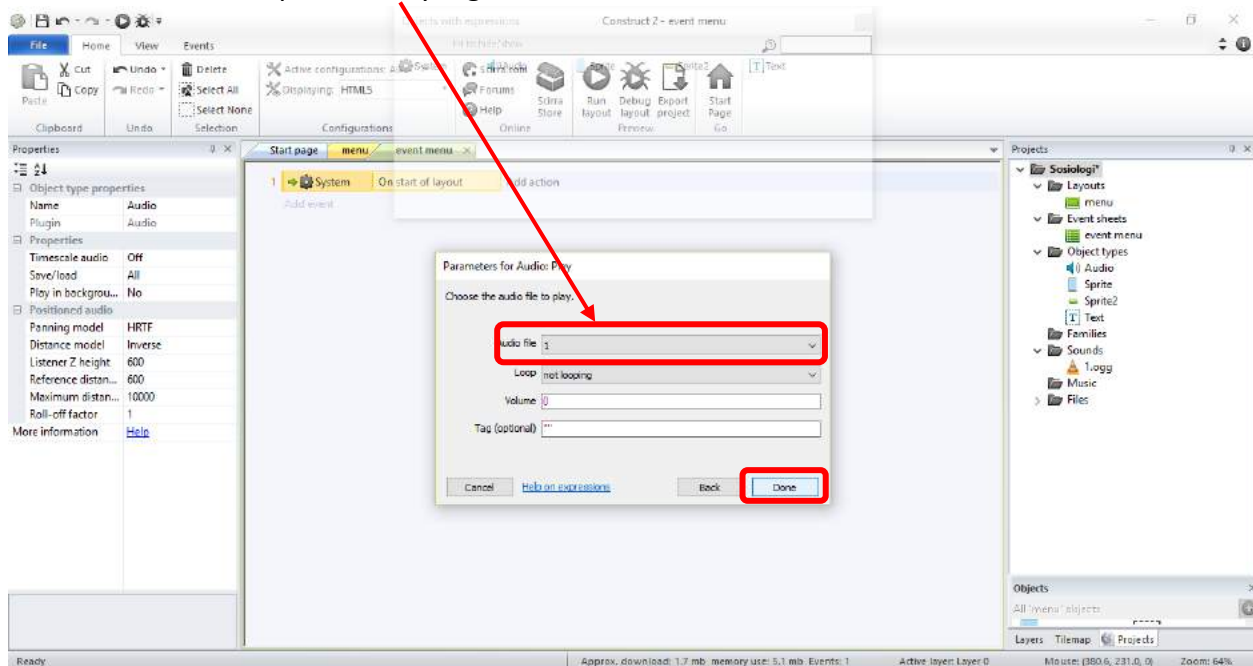 Construct 2 - event menu
File Home View Events
Cut
Copy
Paste
Clipboard
Undo
Redo
Undo
Delete
Select All
Select None
Selection
Active configurations:
Displaying: HTML5
Configurations
Forums
Help
Scirra Store
Online
Run layout
Debug layout
Export project
Preview
Start Page
Go
Sprite
Text
Properties
Object type properties
Name Audio
Plugin Audio
Properties
Timescale audio Off
Save/load All
Play in backgrou... No
Positioned audio
Panning model HRTF
Distance model Inverse
Listener Z height 600
Reference distan... 600
Maximum distan... 10000
Roll-off factor 1
More information Help
Start page menu event menu
1 System On start of layout Add action
Add event
Parameters for Audio: Play
Choose the audio file to play.
Audio file 1
Loop not looping
Volume 0
Tag (optional) ""
Cancel Help on expressions Back Done
Projects
Sosiologi*
Layouts
menu
Event sheets
event menu
Object types
Audio
Sprite
Sprite2
Text
Families
Sounds
1.ogg
Music
Files
Objects
All 'menu' objects
Layers Tilemap Projects
Ready Approx. download: 1.7 mb memory use: 5.1 mb Events: 1 Active layer: Layer 0 Mouse: (380.6, 231.0, 0) Zoom: 64%